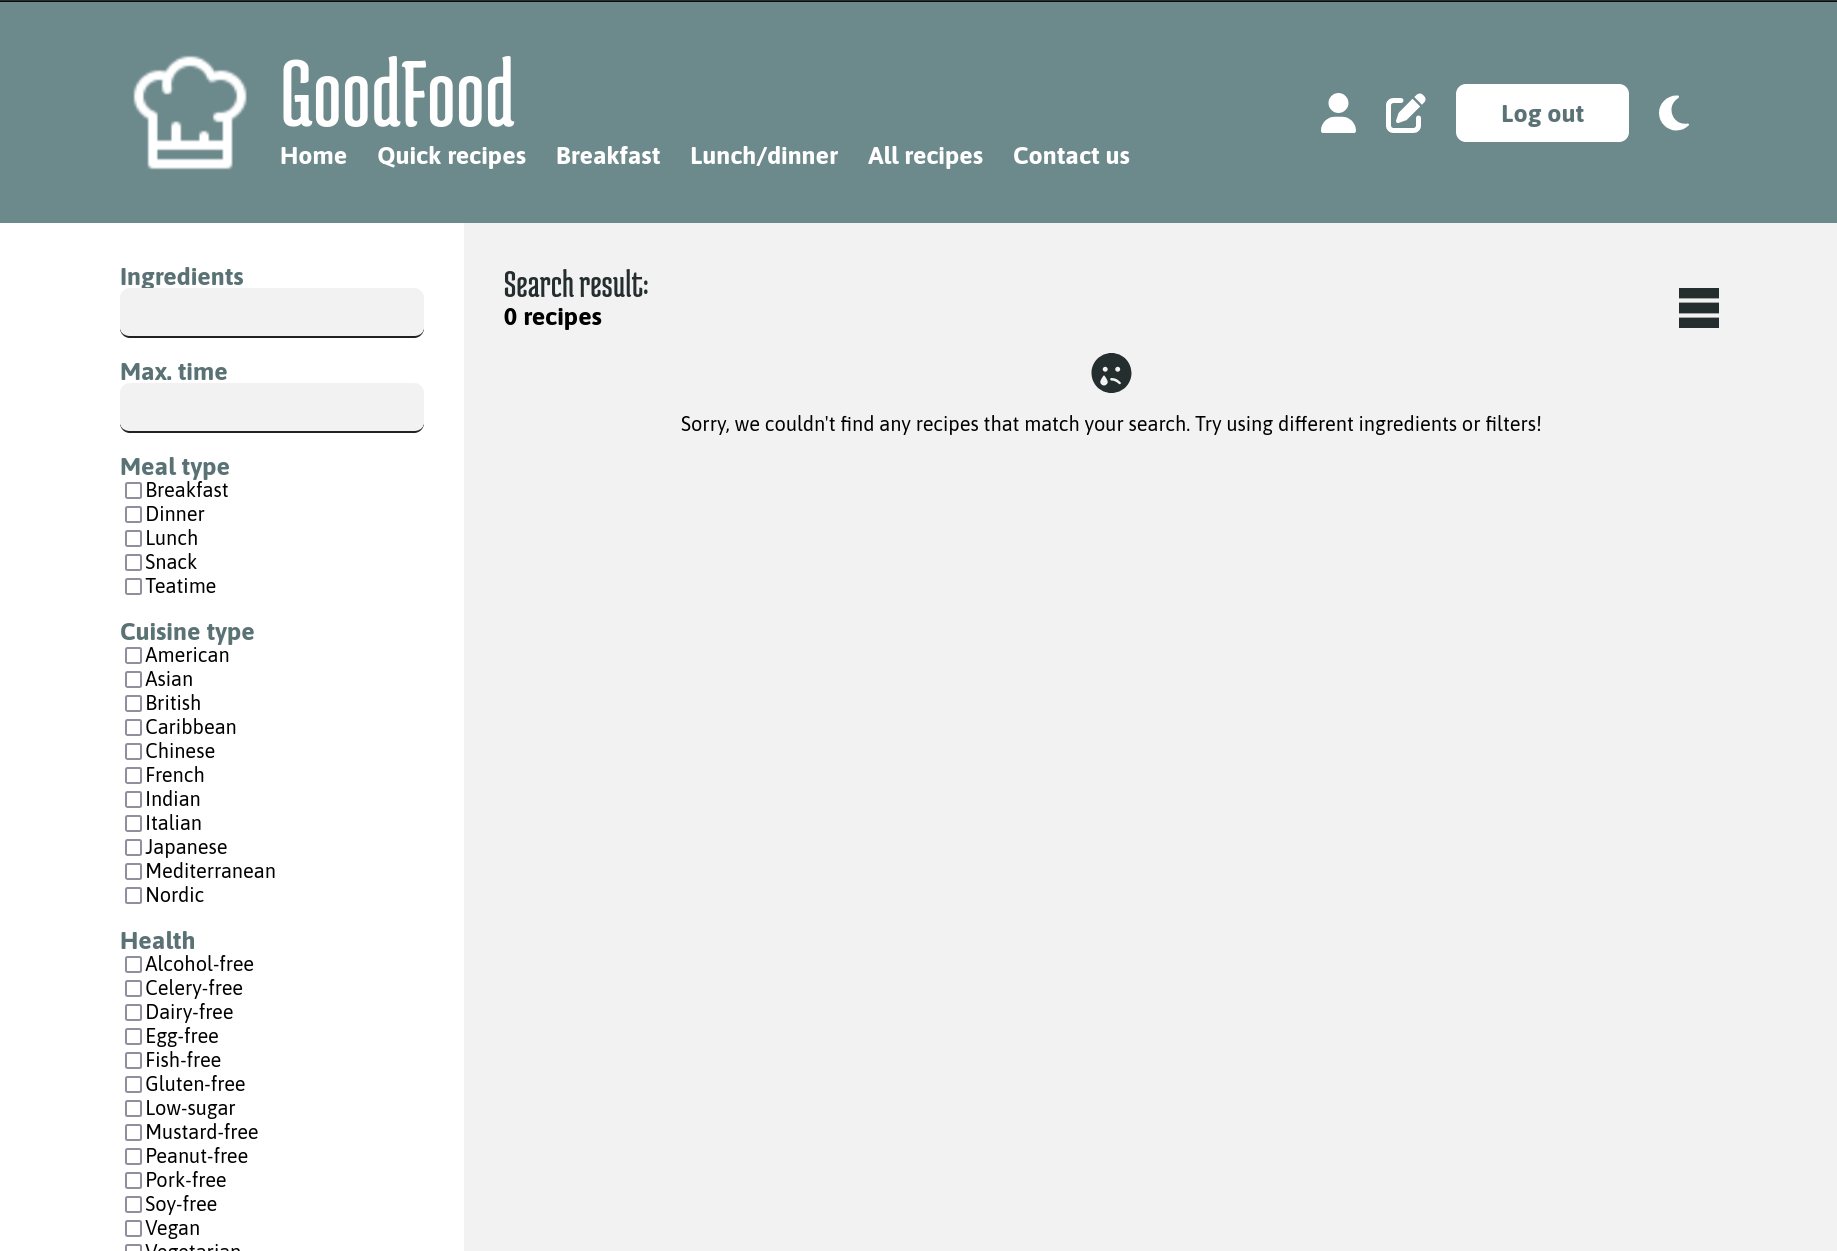 GoodFood
Home Quick recipes Breakfast Lunch/dinner All recipes Contact us
Log out
Ingredients
Max. time
Meal type
Breakfast
Dinner
Lunch
Snack
Teatime
Cuisine type
American
Asian
British
Caribbean
Chinese
French
Indian
Italian
Japanese
Mediterranean
Nordic
Health
Alcohol-free
Celery-free
Dairy-free
Egg-free
Fish-free
Gluten-free
Low-sugar
Mustard-free
Peanut-free
Pork-free
Soy-free
Vegan
Vegetarian
Search result:
0 recipes
Sorry, we couldn't find any recipes that match your search. Try using different ingredients or filters!